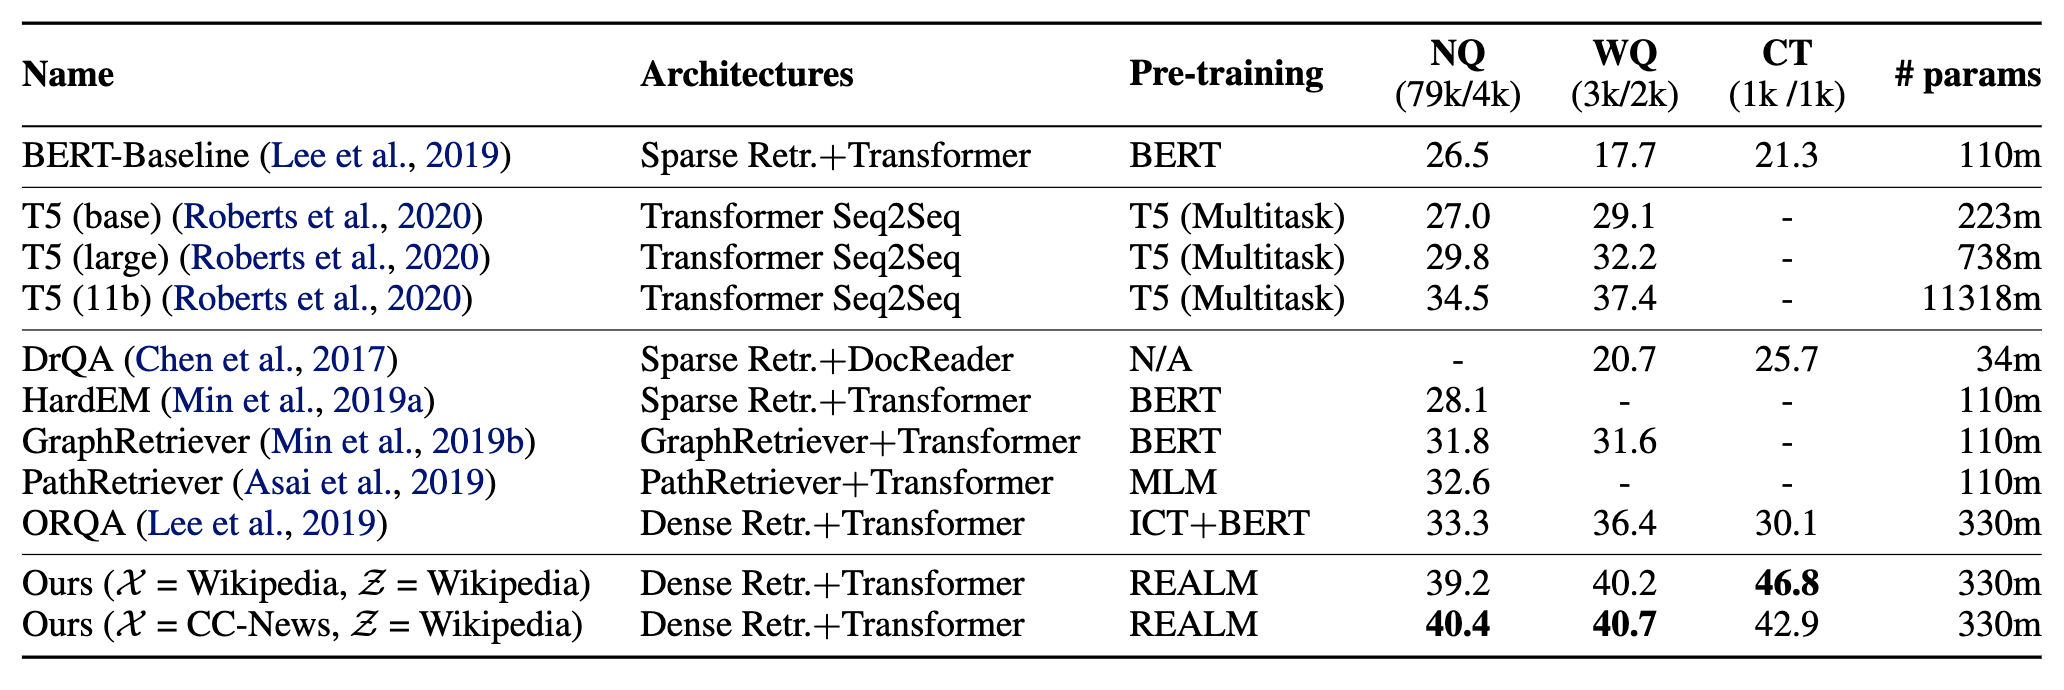 Name Architectures Pre-training NQ (79k/4k) WQ (3k/2k) CT (1k /1k) # params
BERT-Baseline (Lee et al., 2019) Sparse Retr.+Transformer BERT 26.5 17.7 21.3 110m
T5 (base) (Roberts et al., 2020) Transformer Seq2Seq T5 (Multitask) 27.0 29.1 - 223m
T5 (large) (Roberts et al., 2020) Transformer Seq2Seq T5 (Multitask) 29.8 32.2 - 738m
T5 (11b) (Roberts et al., 2020) Transformer Seq2Seq T5 (Multitask) 34.5 37.4 - 11318m
DrQA (Chen et al., 2017) Sparse Retr.+DocReader N/A - 20.7 25.7 34m
HardEM (Min et al., 2019a) Sparse Retr.+Transformer BERT 28.1 - - 110m
GraphRetriever (Min et al., 2019b) GraphRetriever+Transformer BERT 31.8 31.6 - 110m
PathRetriever (Asai et al., 2019) PathRetriever+Transformer MLM 32.6 - - 110m
ORQA (Lee et al., 2019) Dense Retr.+Transformer ICT+BERT 33.3 36.4 30.1 330m
Ours (𝒳 = Wikipedia, 𝒵 = Wikipedia) Dense Retr.+Transformer REALM 39.2 40.2 46.8 330m
Ours (𝒳 = CC-News, 𝒵 = Wikipedia) Dense Retr.+Transformer REALM 40.4 40.7 42.9 330m